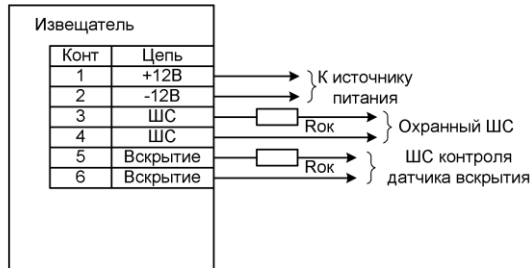 Извещатель
Конт Цепь
1 +12В
2 -12В
3 ШС
4 ШС
5 Вскрытие
6 Вскрытие
К источнику
питания
Rок
Охранный ШС
Rок
ШС контроля
датчика вскрытия